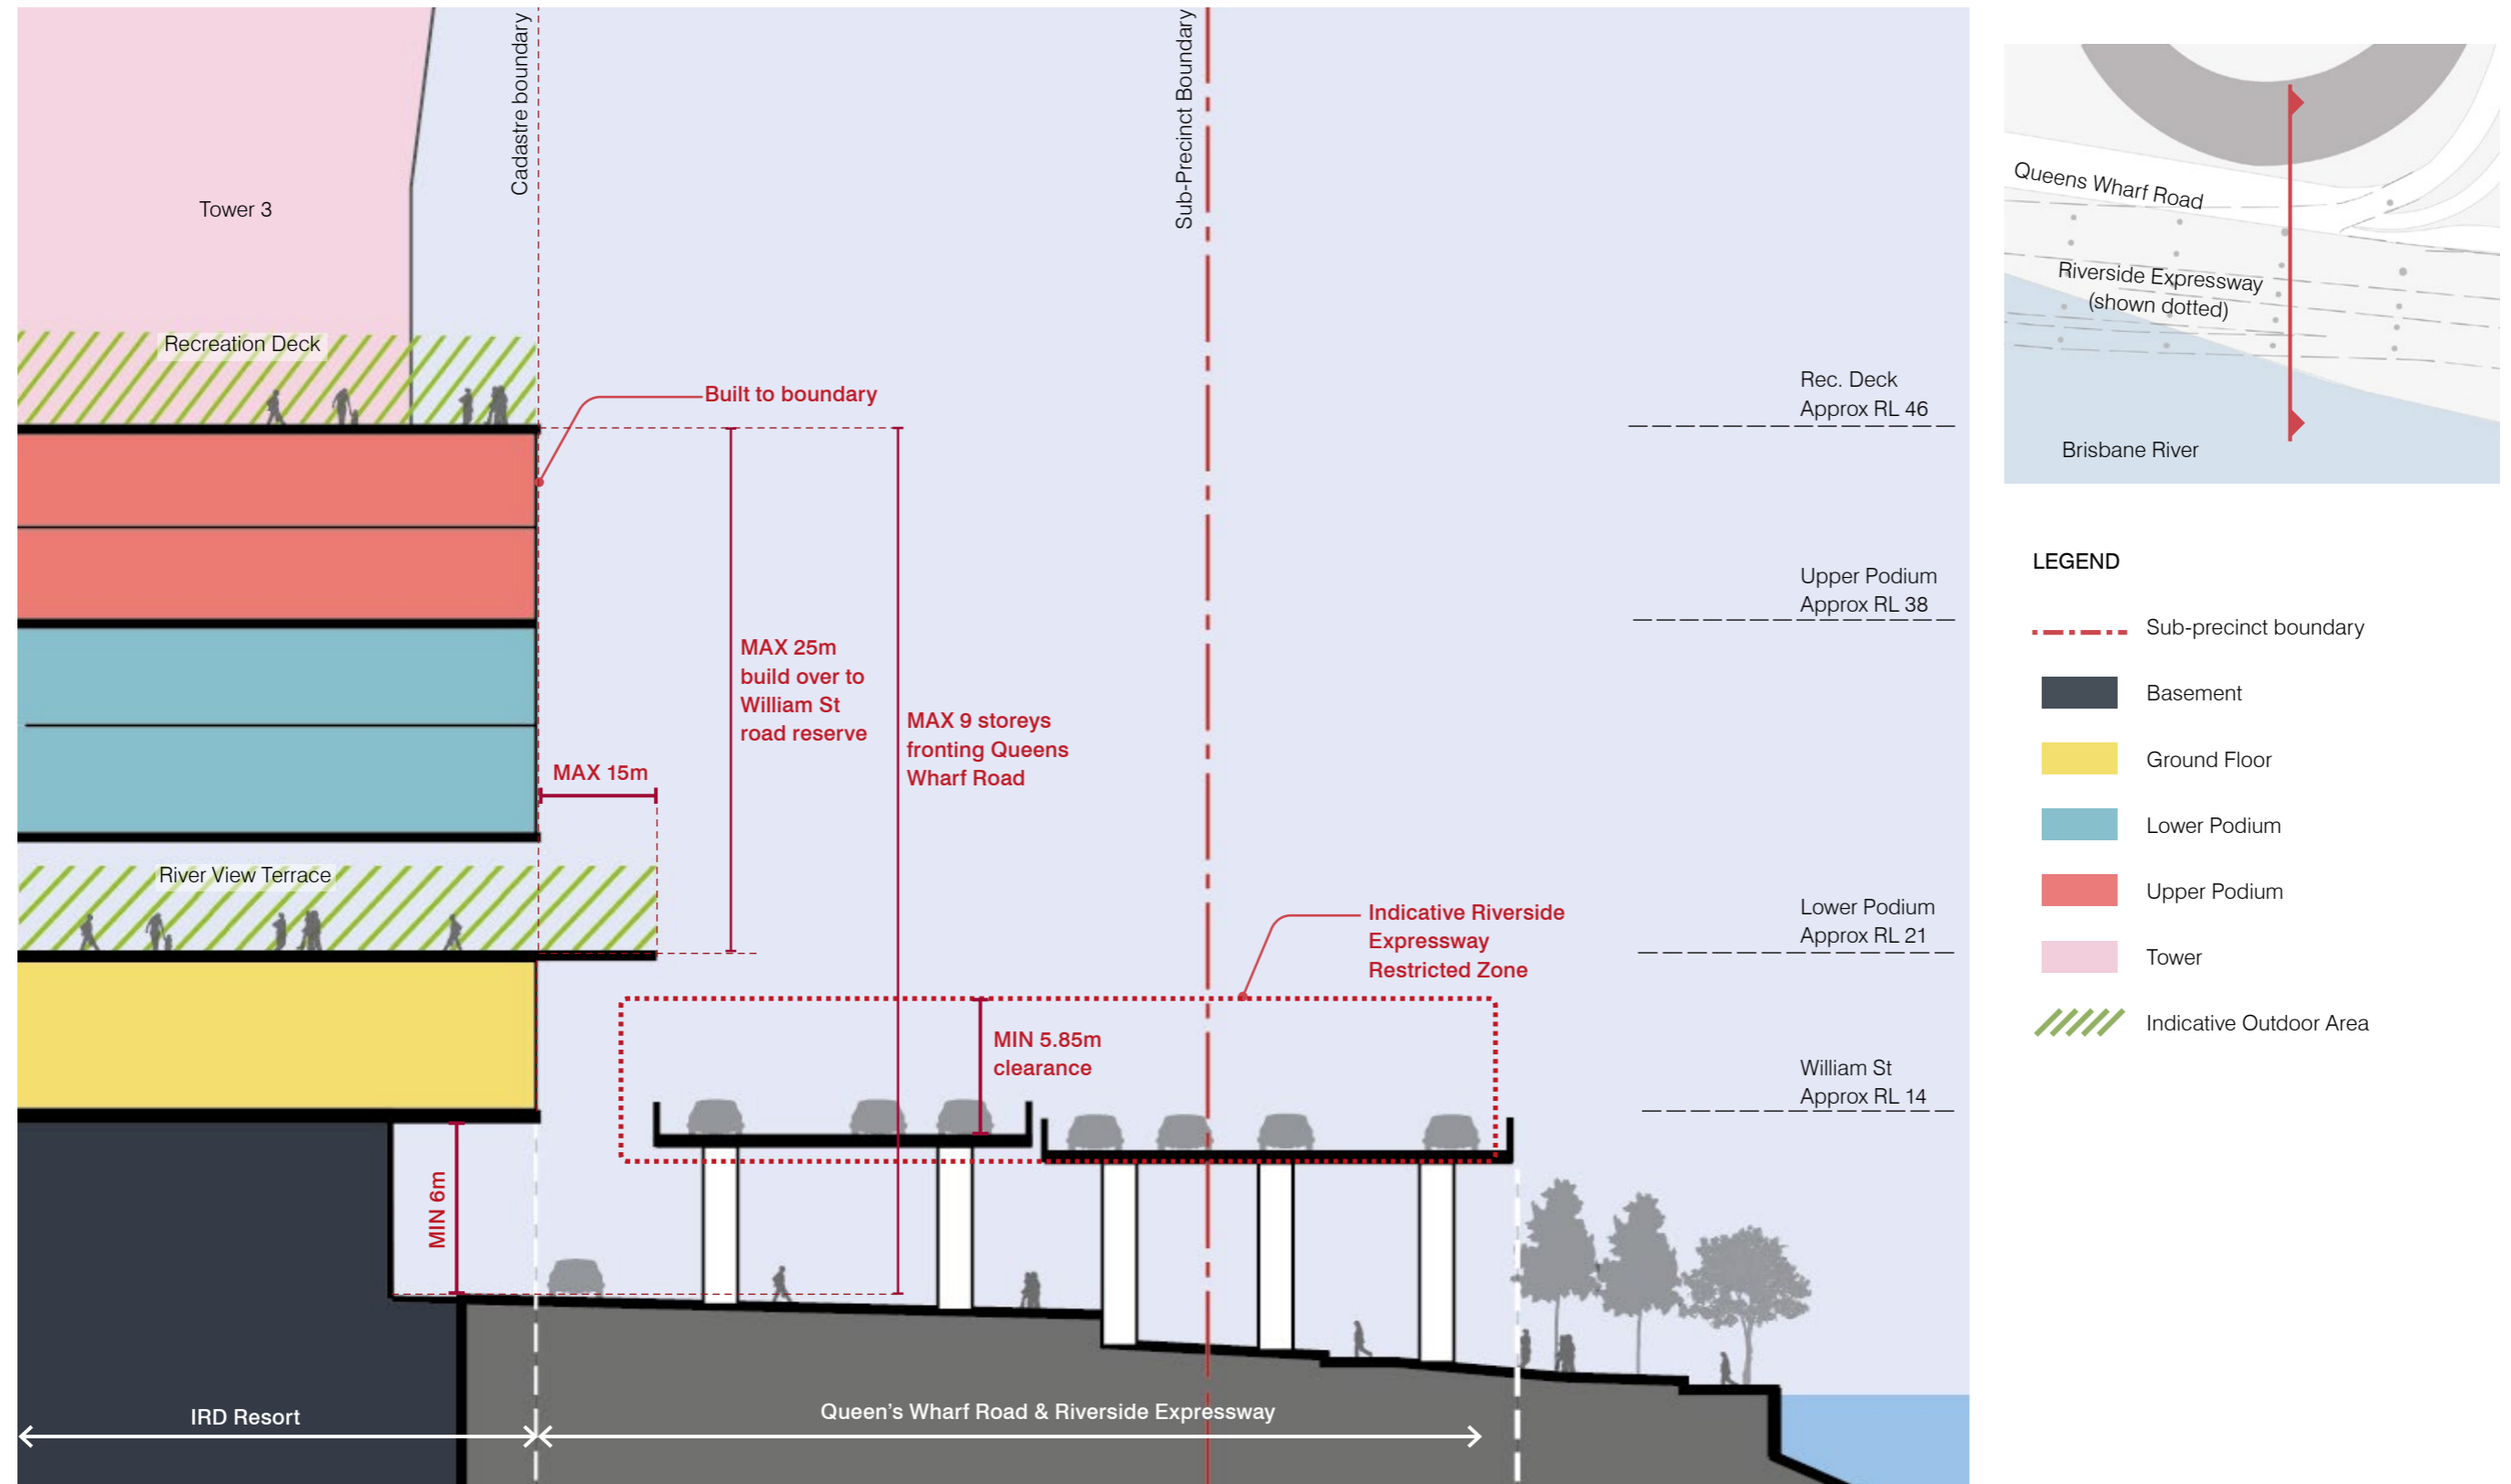 Cadastre boundary
Sub-Precinct Boundary
Tower 3
Recreation Deck
Built to boundary
Rec. Deck
Approx RL 46
Upper Podium
Approx RL 38
MAX 25m
build over to
William St
road reserve
MAX 9 storeys
fronting Queens
Wharf Road
MAX 15m
River View Terrace
Indicative Riverside
Expressway
Restricted Zone
Lower Podium
Approx RL 21
MIN 5.85m
clearance
William St
Approx RL 14
MIN 6m
IRD Resort
Queen's Wharf Road & Riverside Expressway
Queens Wharf Road
Riverside Expressway
(shown dotted)
Brisbane River
LEGEND
Sub-precinct boundary
Basement
Ground Floor
Lower Podium
Upper Podium
Tower
Indicative Outdoor Area